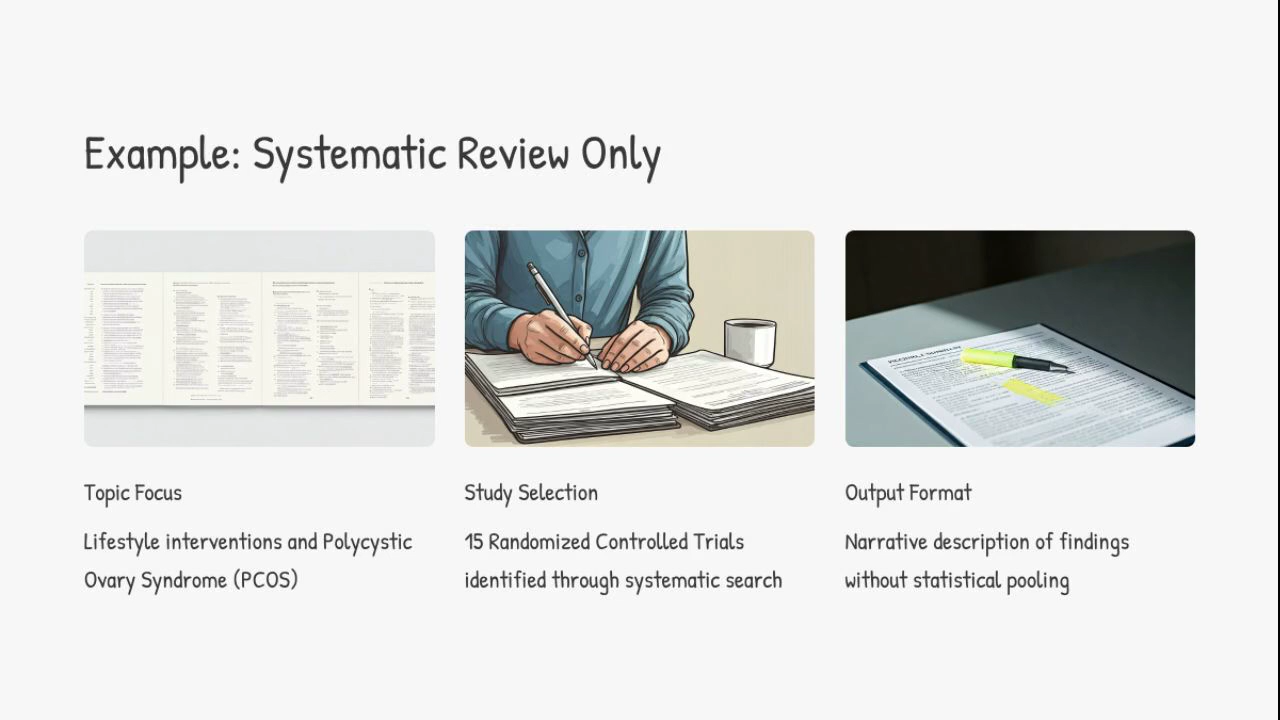 Example: Systematic Review Only
Topic Focus
Lifestyle interventions and Polycystic
Ovary Syndrome (PCOS)
Study Selection
15 Randomized Controlled Trials
identified through systematic search
Output Format
Narrative description of findings
without statistical pooling